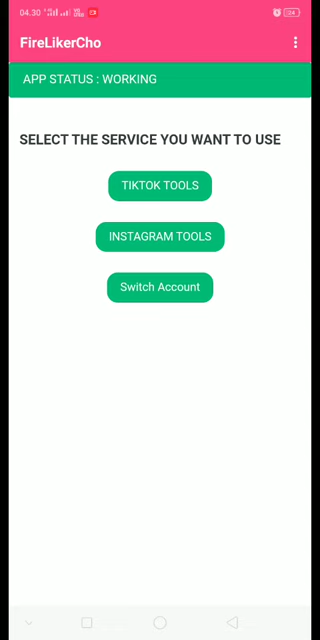 04.30
FireLikerCho
APP STATUS : WORKING
SELECT THE SERVICE YOU WANT TO USE
TIKTOK TOOLS
INSTAGRAM TOOLS
Switch Account